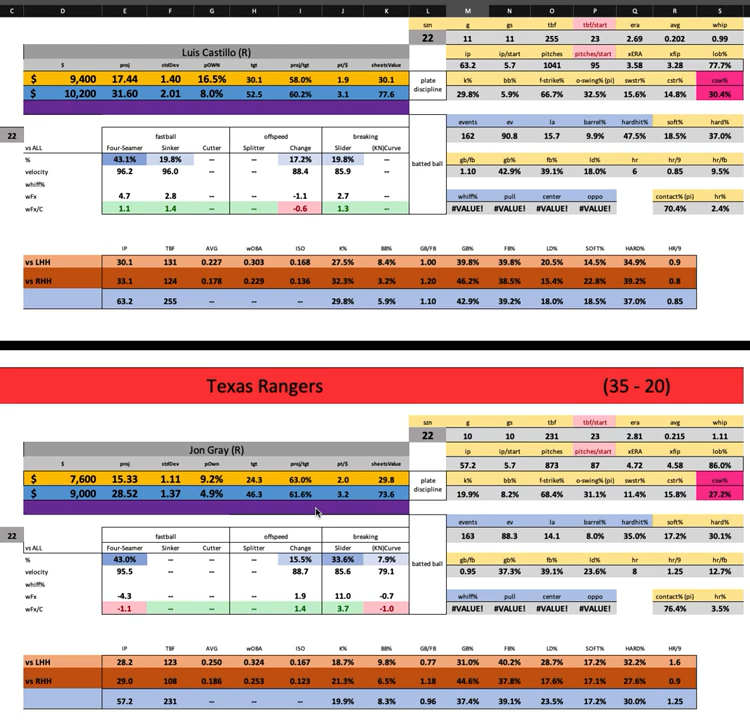 C D E F G H I J K L M N O P Q R S
szn g gs tbf tbf/start era avg whip
22 11 11 255 23 2.69 0.202 0.99
Luis Castillo (R) ip ip/start pitches pitches/start xERA xfip lob%
63.2 5.7 1041 95 3.58 3.28 77.7%
$ proj stdDev pOWN tgt proj/tgt pt/$ sheetsValue
$ 9,400 17.44 1.40 16.5% 30.1 58.0% 1.9 30.1
plate discipline k% bb% f-strike% o-swing% (pi) swstr% cstr% csw%
$ 10,200 31.60 2.01 8.0% 52.5 60.2% 3.1 77.6
29.8% 5.9% 66.7% 32.5% 15.6% 14.8% 30.4%
events ev la barrel% hardhit% soft% hard%
22 fastball offspeed breaking
162 90.8 15.7 9.9% 47.5% 18.5% 37.0%
vs ALL Four-Seamer Sinker Cutter Splitter Change Slider (KN)Curve
batted ball
% 43.1% 19.8% -- -- 17.2% 19.8% --
gb/fb gb% fb% ld% hr hr/9 hr/fb
velocity 96.2 96.0 -- -- 88.4 85.9 --
1.10 42.9% 39.1% 18.0% 6 0.85 9.5%
whiff%
wFx 4.7 2.8 -- -- -1.1 2.7 --
whiff% pull center oppo contact% (pi) hr%
wFx/C 1.1 1.4 -- -- -0.6 1.3 --
#VALUE! #VALUE! #VALUE! #VALUE! 70.4% 2.4%
IP TBF AVG wOBA ISO K% BB% GB/FB GB% FB% LD% SOFT% HARD% HR/9
vs LHH 30.1 131 0.227 0.303 0.168 27.5% 8.4% 1.00 39.8% 39.8% 20.5% 14.5% 34.9% 0.9
vs RHH 33.1 124 0.178 0.229 0.136 32.3% 3.2% 1.20 46.2% 38.5% 15.4% 22.8% 39.2% 0.8
63.2 255 -- -- -- 29.8% 5.9% 1.10 42.9% 39.2% 18.0% 18.5% 37.0% 0.85
Texas Rangers (35 - 20)
szn g gs tbf tbf/start era avg whip
22 10 10 231 23 2.81 0.215 1.11
Jon Gray (R) ip ip/start pitches pitches/start xERA xfip lob%
57.2 5.7 873 87 4.72 4.58 86.0%
$ proj stdDev pOwn tgt proj/tgt pt/$ sheetsValue
$ 7,600 15.33 1.11 9.2% 24.3 63.0% 2.0 29.8
plate discipline k% bb% f-strike% o-swing% (pi) swstr% cstr% csw%
$ 9,000 28.52 1.37 4.9% 46.3 61.6% 3.2 73.6
19.9% 8.2% 68.4% 31.1% 11.4% 15.8% 27.2%
events ev la barrel% hardhit% soft% hard%
22 fastball offspeed breaking
163 88.3 14.1 8.0% 35.0% 17.2% 30.1%
vs ALL Four-Seamer Sinker Cutter Splitter Change Slider (KN)Curve
batted ball
% 43.0% -- -- -- 15.5% 33.6% 7.9%
gb/fb gb% fb% ld% hr hr/9 hr/fb
velocity 95.5 -- -- -- 88.7 85.6 79.1
0.95 37.3% 39.1% 23.6% 8 1.25 12.7%
whiff%
wFx -4.3 -- -- -- 1.9 11.0 -0.7
whiff% pull center oppo contact% (pi) hr%
wFx/C -1.1 -- -- -- 1.4 3.7 -1.0
#VALUE! #VALUE! #VALUE! #VALUE! 76.4% 3.5%
IP TBF AVG wOBA ISO K% BB% GB/FB GB% FB% LD% SOFT% HARD% HR/9
vs LHH 28.2 123 0.250 0.324 0.167 18.7% 9.8% 0.77 31.0% 40.2% 28.7% 17.2% 32.2% 1.6
vs RHH 29.0 108 0.186 0.253 0.123 21.3% 6.5% 1.18 44.6% 37.8% 17.6% 17.1% 27.6% 0.9
57.2 231 -- -- -- 19.9% 8.3% 0.96 37.4% 39.1% 23.5% 17.2% 30.0% 1.25